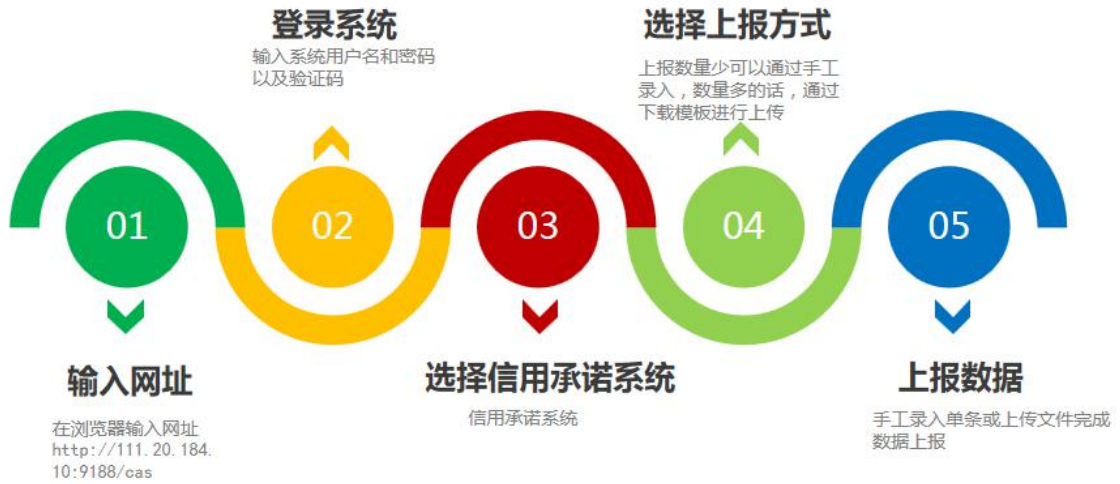 登录系统
输入系统用户名和密码
以及验证码
选择上报方式
上报数量少可以通过手工
录入，数量多的话，通过
下载模板进行上传
01
02
03
04
05
输入网址
在浏览器输入网址
http://111.20.184.
10:9188/cas
选择信用承诺系统
信用承诺系统
上报数据
手工录入单条或上传文件完成
数据上报